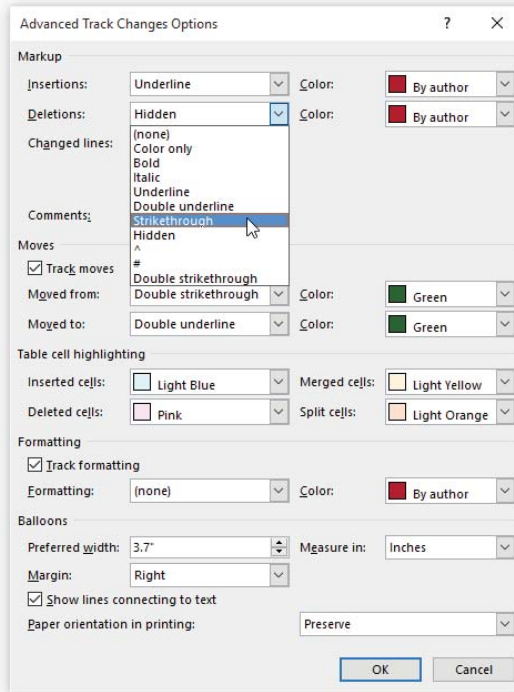 Advanced Track Changes Options ?
Markup
Insertions: Underline Color: By author
Deletions: Hidden Color: By author
(none)
Changed lines: Color only
Bold
Italic
Underline
Double underline
Comments: Strikethrough
Hidden
^
Moves
#
Track moves Double strikethrough
Moved from: Double strikethrough Color: Green
Moved to: Double underline Color: Green
Table cell highlighting
Inserted cells: Light Blue Merged cells: Light Yellow
Deleted cells: Pink Split cells: Light Orange
Formatting
Track formatting
Formatting: (none) Color: By author
Balloons
Preferred width: 3.7" Measure in: Inches
Margin: Right
Show lines connecting to text
Paper orientation in printing: Preserve
OK Cancel